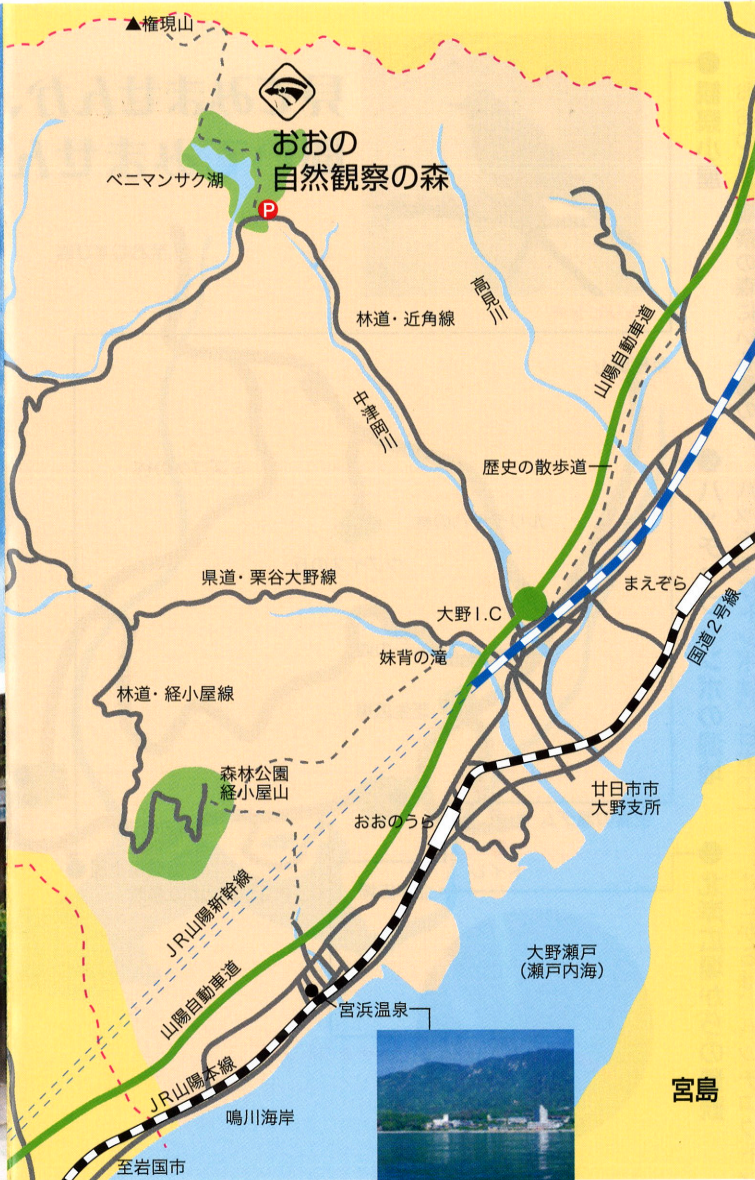 ▲権現山
おおの
自然観察の森
ベニマンサク湖
P
高見川
林道・近角線
山陽自動車道
中津岡川
歴史の散歩道
県道・栗谷大野線
まえぞら
大野I.C
国道2号線
妹背の滝
林道・経小屋線
森林公園
経小屋山
廿日市市
大野支所
おおのうら
JR山陽新幹線
大野瀬戸
(瀬戸内海)
山陽自動車道
宮浜温泉
JR山陽本線
宮島
鳴川海岸
至岩国市